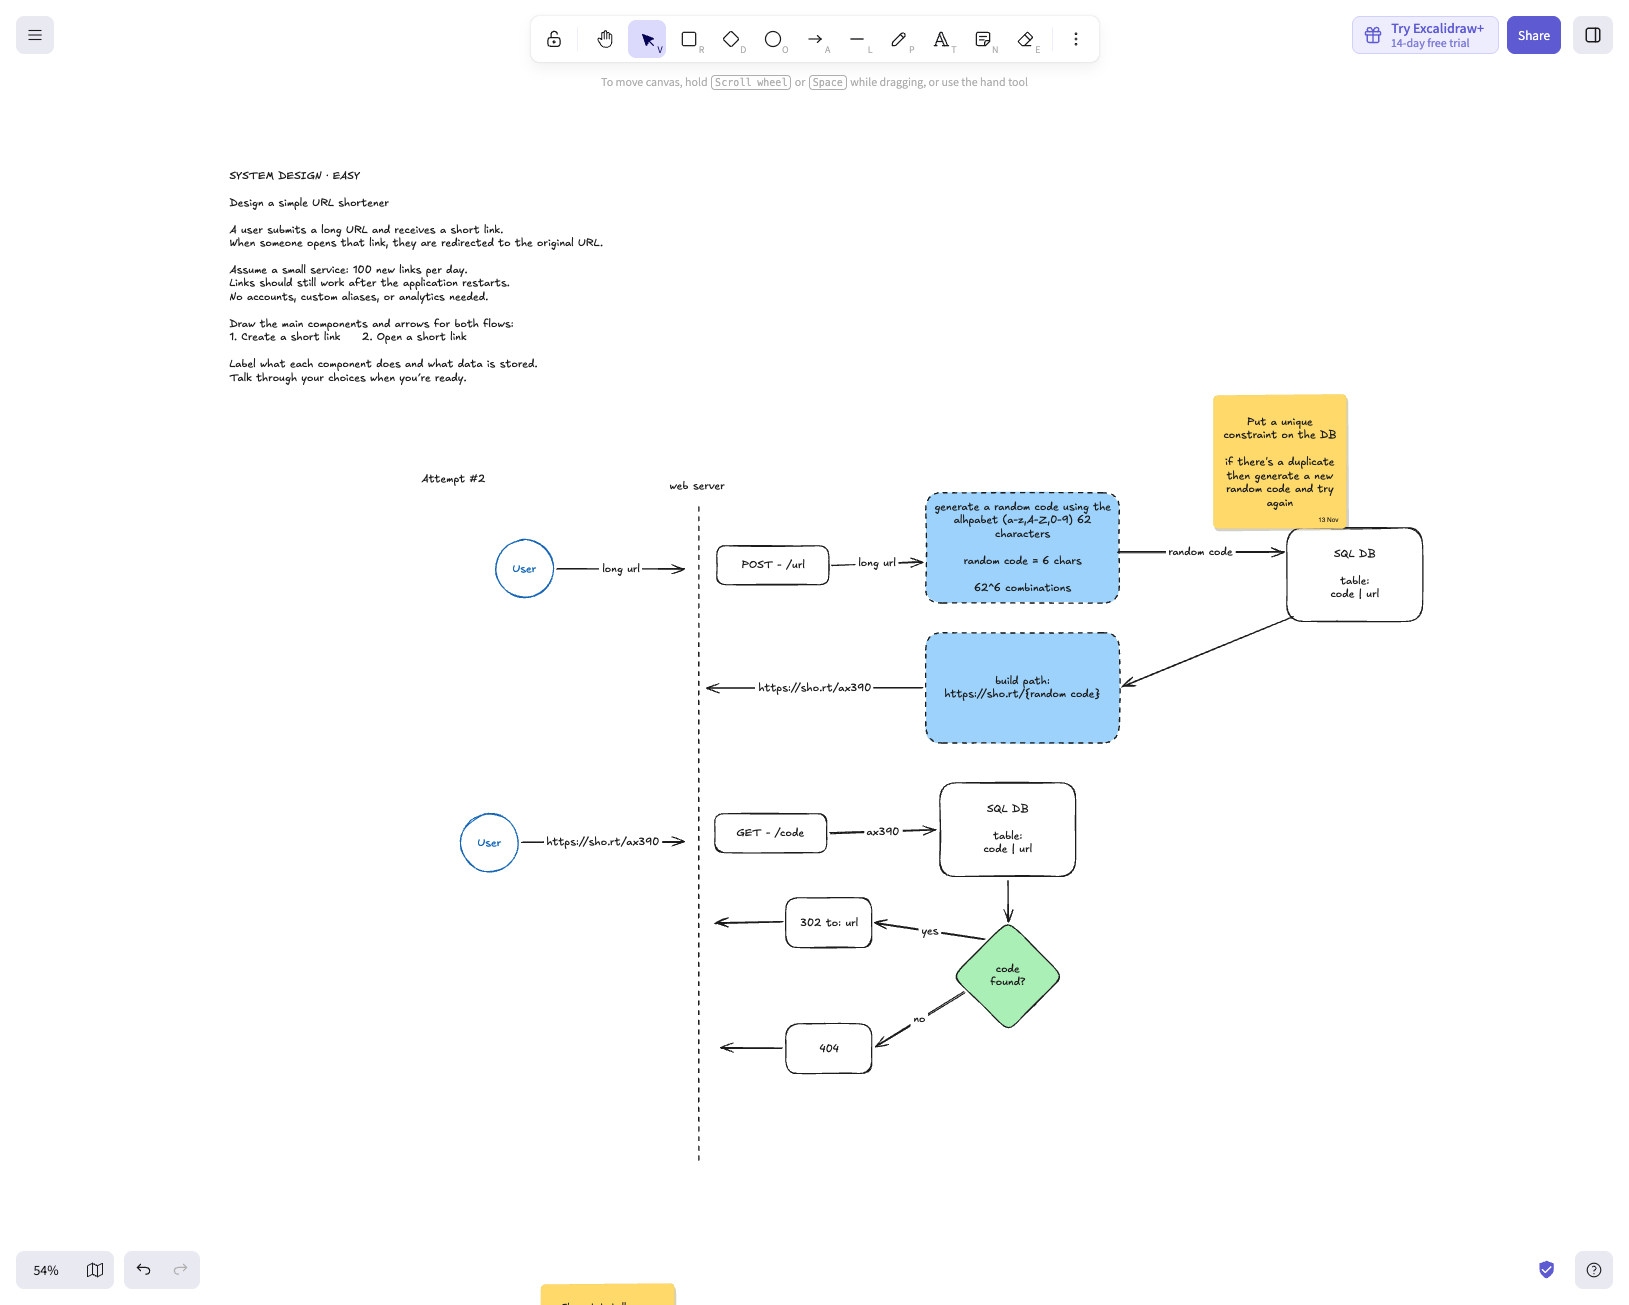 Try Excalidraw+
14-day free trial
Share
V
R
D
O
A
L
P
T
N
E
To move canvas, hold Scroll wheel or Space while dragging, or use the hand tool
SYSTEM DESIGN · EASY
Design a simple URL shortener
A user submits a long URL and receives a short link.
When someone opens that link, they are redirected to the original URL.
Assume a small service: 100 new links per day.
Links should still work after the application restarts.
No accounts, custom aliases, or analytics needed.
Draw the main components and arrows for both flows:
1. Create a short link 2. Open a short link
Label what each component does and what data is stored.
Talk through your choices when you're ready.
Put a unique
constraint on the DB
if there's a duplicate
then generate a new
random code and try
again
13 Nov
Attempt #2
web server
User
long url
POST - /url
long url
generate a random code using the
alhpabet (a-z,A-Z,0-9) 62
characters
random code = 6 chars
62^6 combinations
random code
SQL DB
table:
code | url
build path:
https://sho.rt/{random code}
https://sho.rt/ax390
User
https://sho.rt/ax390
GET - /code
ax390
SQL DB
table:
code | url
302 to: url
yes
code
found?
no
404
54%